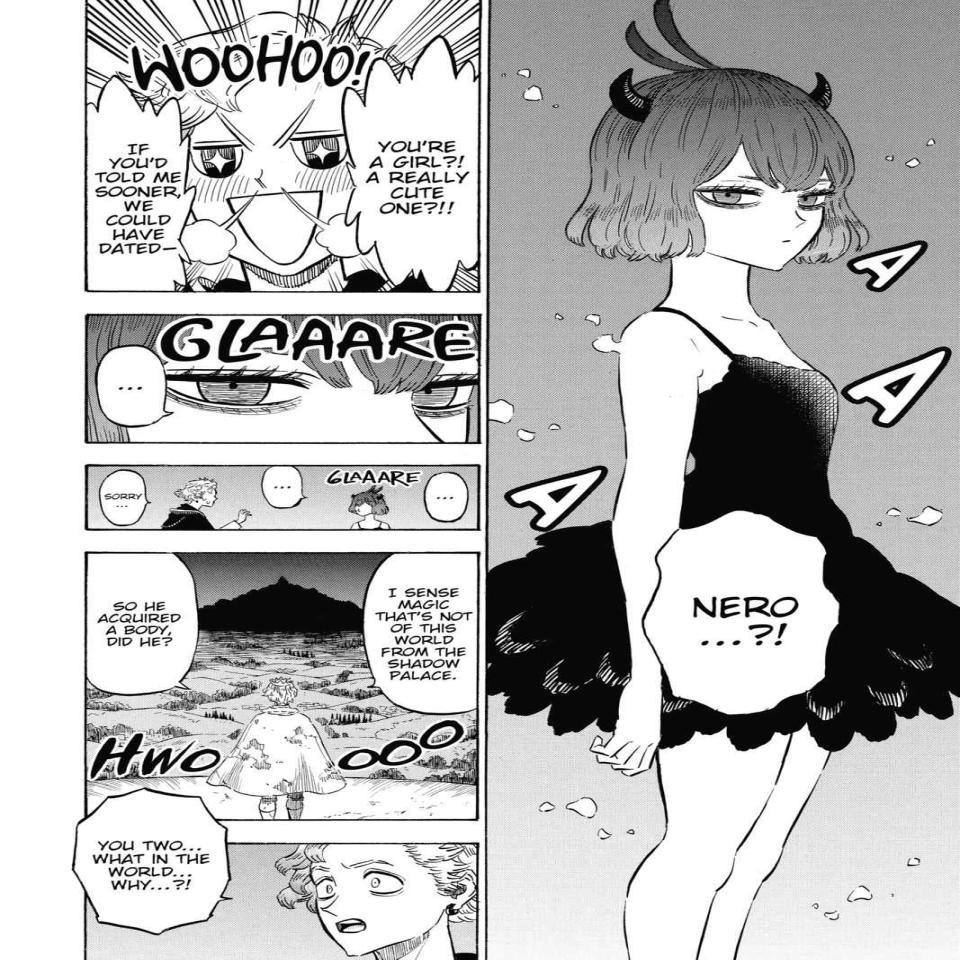 A
A
A
NERO
...?!
WOOHOO!
YOU'RE
A GIRL?!
A REALLY
CUTE
ONE?!!
IF
YOU'D
TOLD ME
SOONER,
WE
COULD
HAVE
DATED—
GLAAARE
...
...
GLAAARE
...
SORRY
...
I SENSE
MAGIC
THAT'S NOT
OF THIS
WORLD
FROM THE
SHADOW
PALACE.
SO HE
ACQUIRED
A BODY,
DID HE?
HWO
OOO
YOU TWO...
WHAT IN THE
WORLD...
WHY...?!